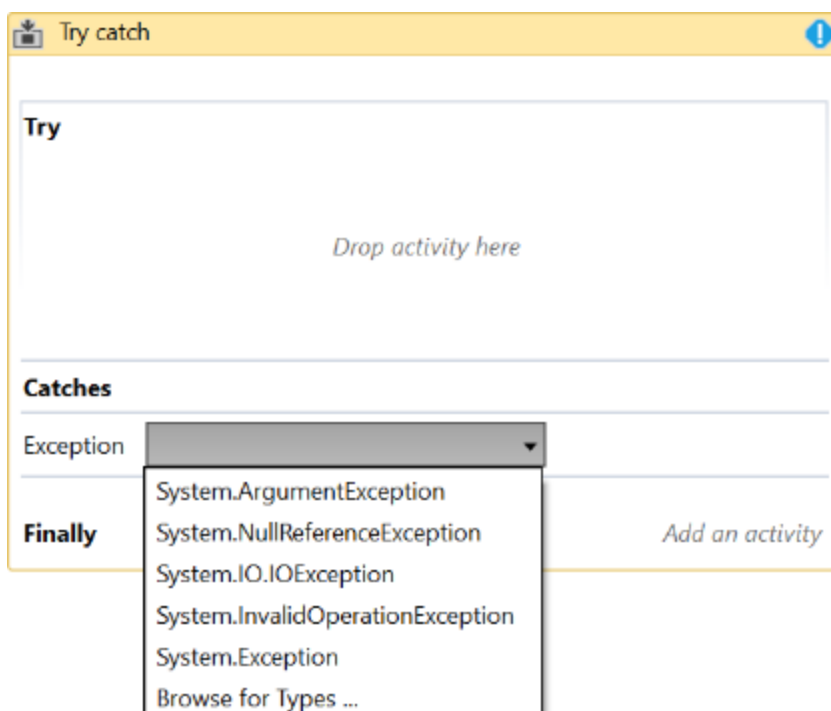 Try catch
Try
Drop activity here
Catches
Exception
System.ArgumentException
System.NullReferenceException
System.IO.IOException
System.InvalidOperationException
System.Exception
Browse for Types ...
Finally
Add an activity